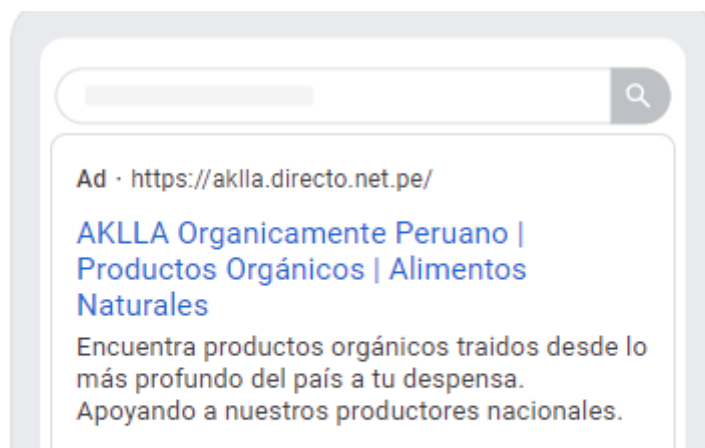 Ad · https://aklla.directo.net.pe/
AKLLA Organicamente Peruano |
Productos Orgánicos | Alimentos
Naturales
Encuentra productos orgánicos traidos desde lo
más profundo del país a tu despensa.
Apoyando a nuestros productores nacionales.